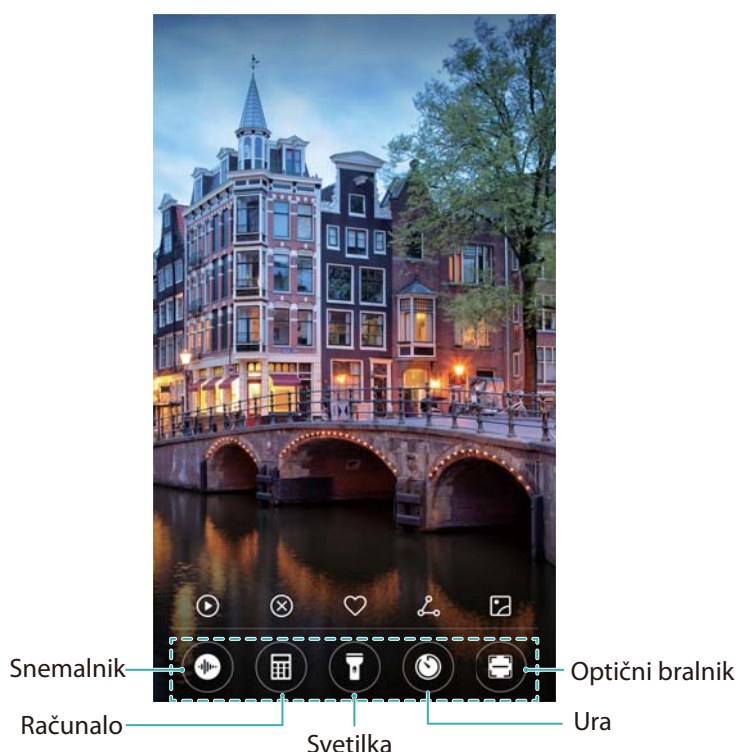 Snemalnik
Optični bralnik
Računalo
Ura
Svetilka